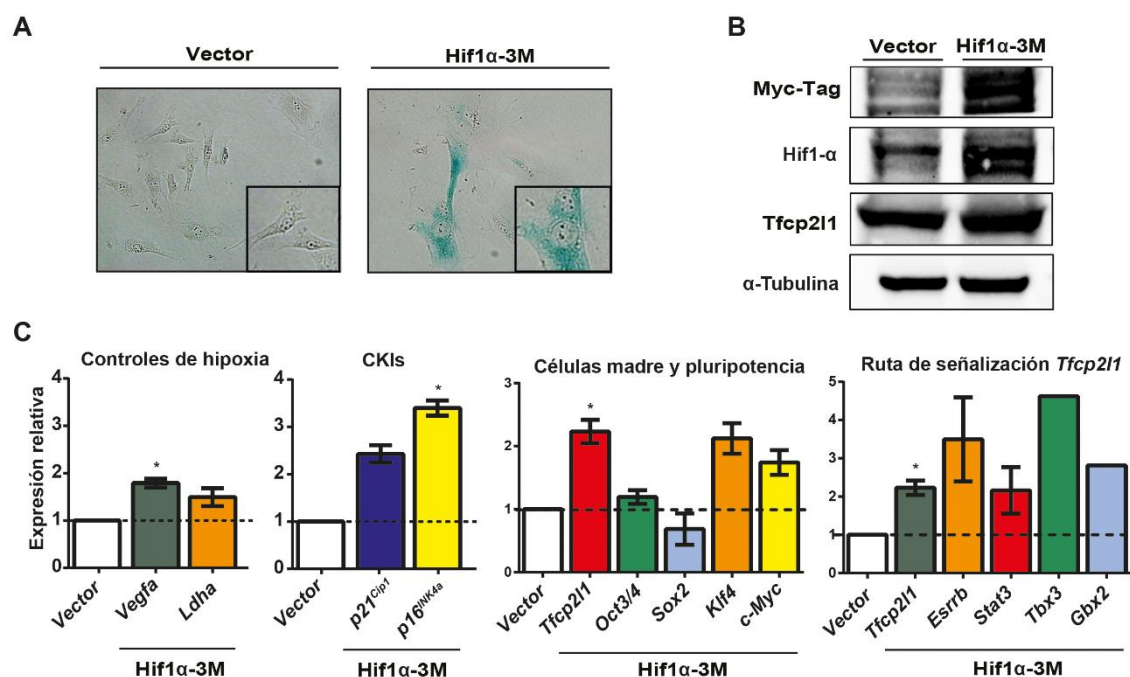 A
Vector
Hif1α-3M
B
Vector
Hif1α-3M
Myc-Tag
Hif1-α
Tfcp2l1
α-Tubulina
C
Controles de hipoxia
Expresión relativa
4
3
2
1
0
Vector
Vegfa
Ldha
Hif1α-3M
CKIs
4
3
2
1
0
Vector
p21Cip1
p16INK4a
*
Hif1α-3M
Células madre y pluripotencia
3
2
1
0
Vector
Tfcp2l1
Oct3/4
Sox2
Klf4
c-Myc
*
Hif1α-3M
Ruta de señalización Tfcp2l1
5
4
3
2
1
0
Vector
Tfcp2l1
Esrrb
Stat3
Tbx3
Gbx2
*
Hif1α-3M
*